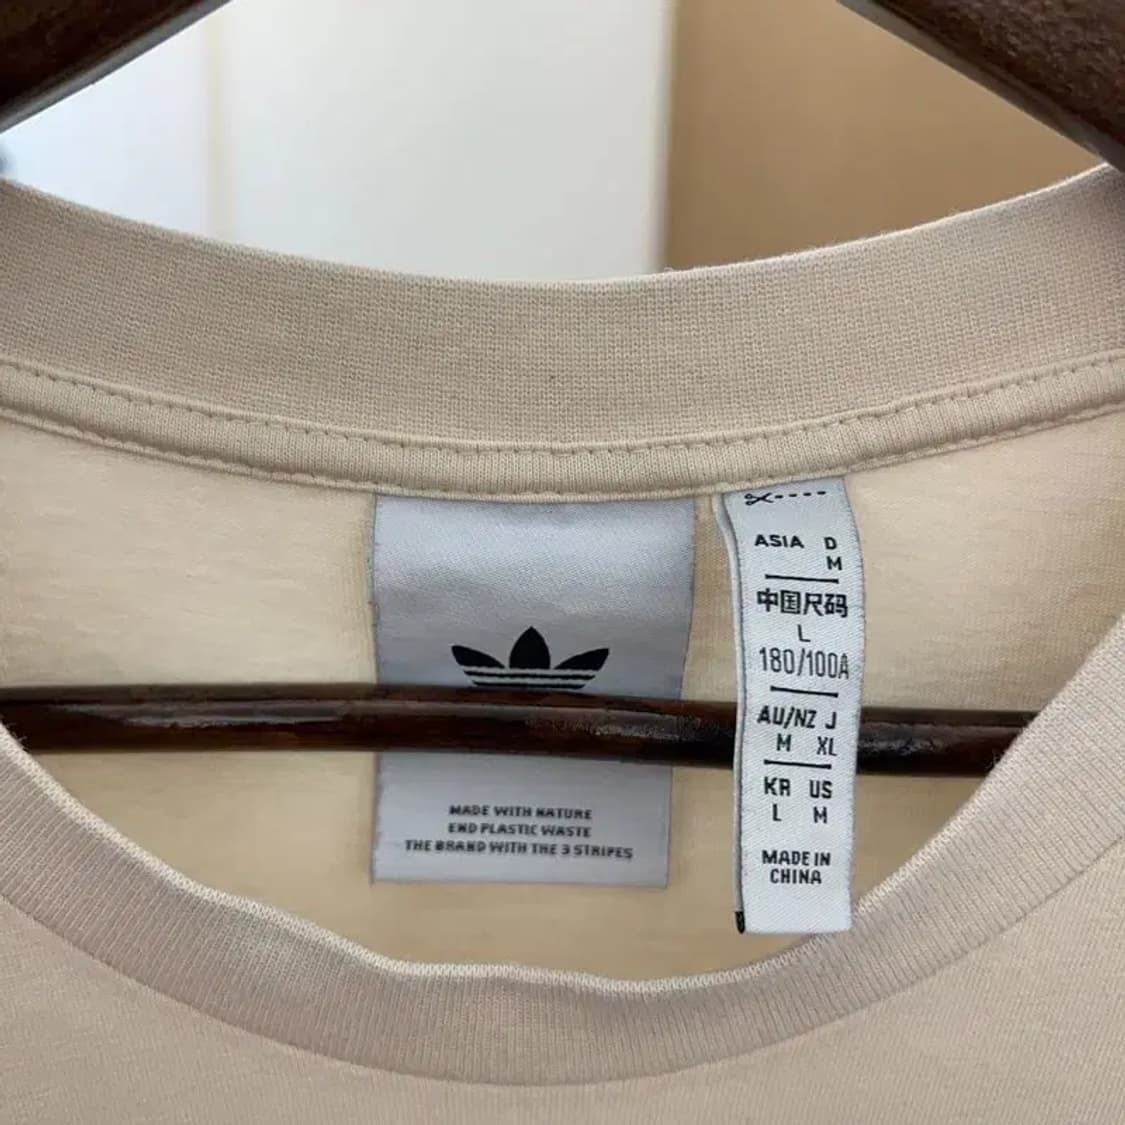 MADE WITH NATURE
END PLASTIC WASTE
THE BRAND WITH THE 3 STRIPES
ASIA D
M
中国尺码
L
180/100A
AU/NZ J
M XL
KR US
L M
MADE IN
CHINA